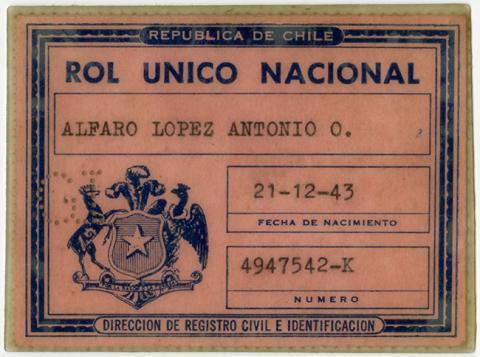 REPUBLICA DE CHILE
ROL UNICO NACIONAL
ALFARO LOPEZ ANTONIO O.
21-12-43
FECHA DE NACIMIENTO
4947542-K
NUMERO
DIRECCION DE REGISTRO CIVIL E IDENTIFICACION